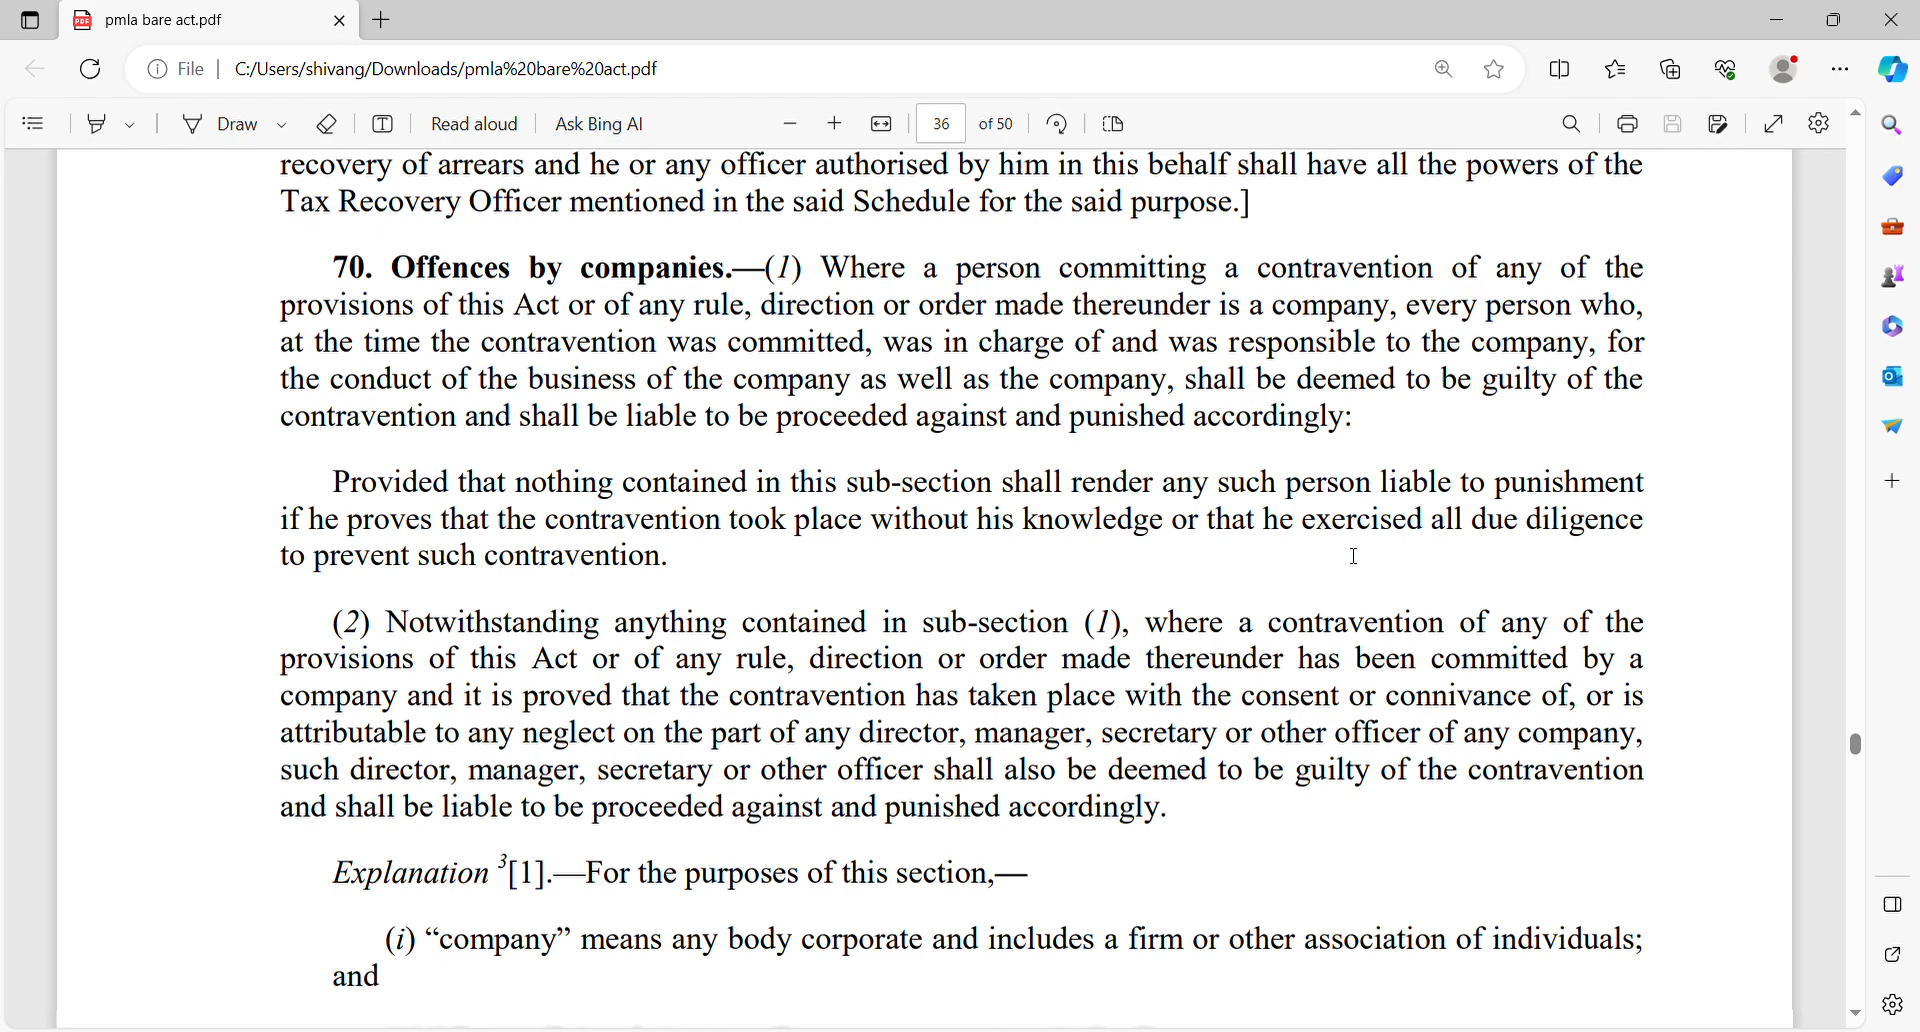 pmla bare act.pdf
File
C:/Users/shivang/Downloads/pmla%20bare%20act.pdf
Draw
Read aloud
Ask Bing AI
36
of 50
recovery of arrears and he or any officer authorised by him in this behalf shall have all the powers of the
Tax Recovery Officer mentioned in the said Schedule for the said purpose.]
70. Offences by companies.—(1) Where a person committing a contravention of any of the
provisions of this Act or of any rule, direction or order made thereunder is a company, every person who,
at the time the contravention was committed, was in charge of and was responsible to the company, for
the conduct of the business of the company as well as the company, shall be deemed to be guilty of the
contravention and shall be liable to be proceeded against and punished accordingly:
Provided that nothing contained in this sub-section shall render any such person liable to punishment
if he proves that the contravention took place without his knowledge or that he exercised all due diligence
to prevent such contravention.
(2) Notwithstanding anything contained in sub-section (1), where a contravention of any of the
provisions of this Act or of any rule, direction or order made thereunder has been committed by a
company and it is proved that the contravention has taken place with the consent or connivance of, or is
attributable to any neglect on the part of any director, manager, secretary or other officer of any company,
such director, manager, secretary or other officer shall also be deemed to be guilty of the contravention
and shall be liable to be proceeded against and punished accordingly.
Explanation ³[1].—For the purposes of this section,—
(i) “company” means any body corporate and includes a firm or other association of individuals;
and